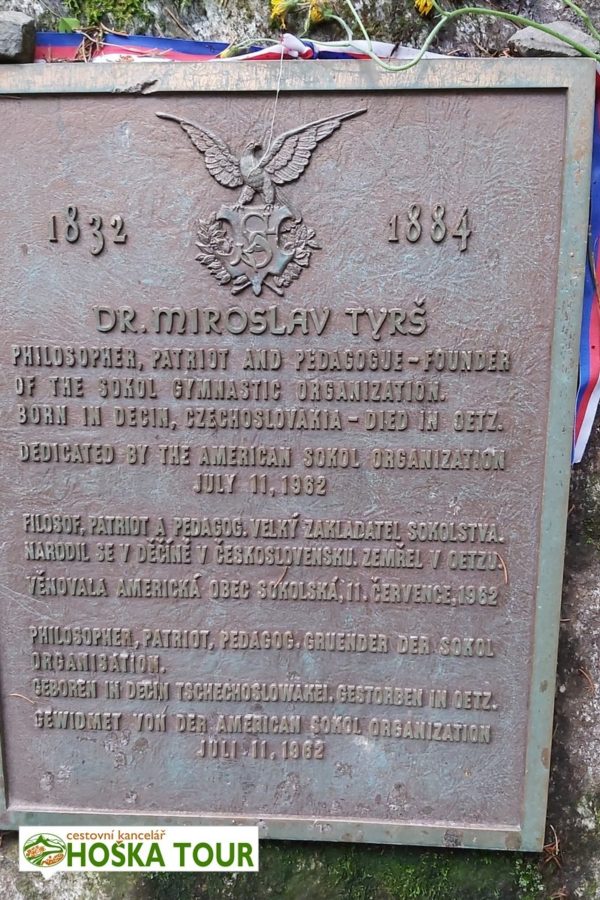 1832 1884
DR. MIROSLAV TYRŠ
PHILOSOPHER, PATRIOT AND PEDAGOGUE – FOUNDER
OF THE SOKOL GYMNASTIC ORGANIZATION.
BORN IN DECIN, CZECHOSLOVAKIA – DIED IN OETZ.
DEDICATED BY THE AMERICAN SOKOL ORGANIZATION
JULY 11, 1962
FILOSOF, PATRIOT A PEDAGOG. VELKÝ ZAKLADATEL SOKOLSTVA.
NARODIL SE V DĚČÍNĚ V ČESKOSLOVENSKU. ZEMŘEL V OETZU
VĚNOVALA AMERICKÁ OBEC SOKOLSKÁ, 11. ČERVENCE, 1962
PHILOSOPHER, PATRIOT, PEDAGOG. GRUENDER DER SOKOL
ORGANISATION.
GEBOREN IN DECIN TSCHECHOSLOWAKEI. GESTORBEN IN OETZ.
GEWIDMET VON DER AMERICAN SOKOL ORGANIZATION
JULI 11, 1962
cestovní kancelář
HOŠKA TOUR